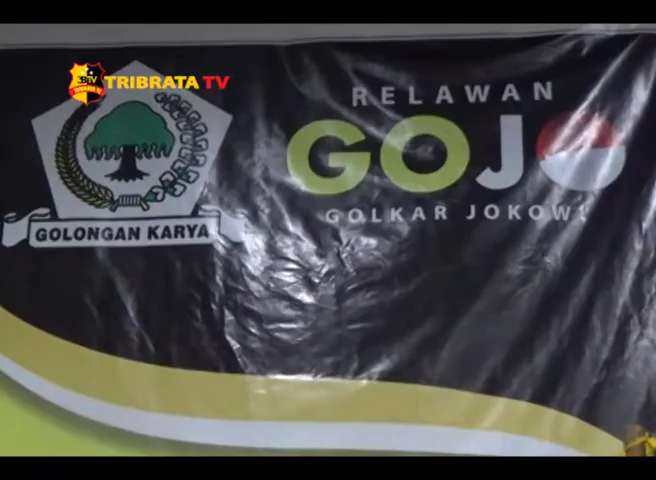 TRIBRATA TV
RELAWAN
GOJO
GOLKAR JOKOWI
GOLONGAN KARYA